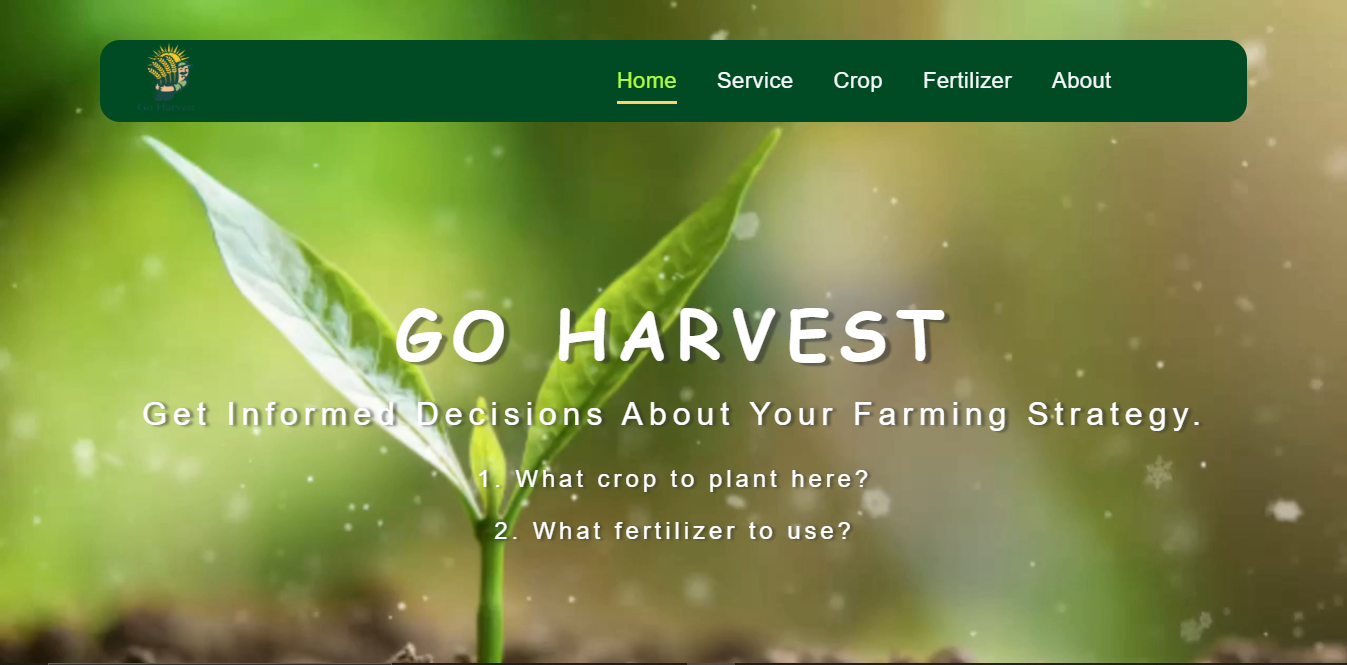 Home Service Crop Fertilizer About
GO HARVEST
Get Informed Decisions About Your Farming Strategy.
1. What crop to plant here?
2. What fertilizer to use?